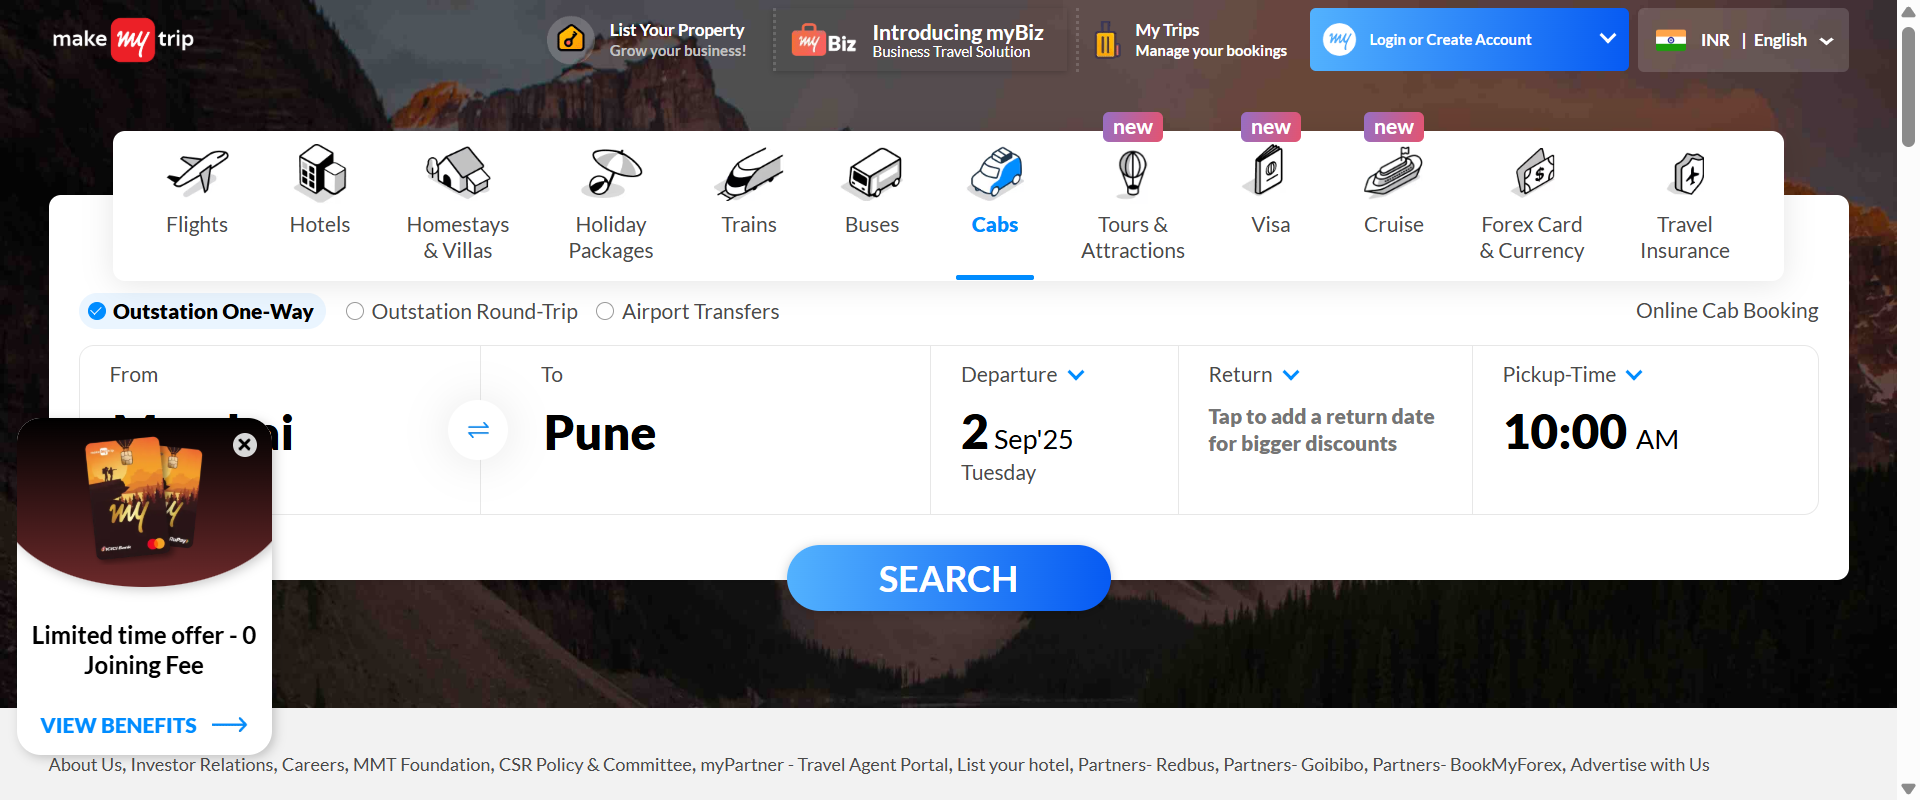 make my trip
List Your Property
Grow your business!
my Biz
Introducing myBiz
Business Travel Solution
My Trips
Manage your bookings
my
Login or Create Account
INR | English
new
new
new
Flights
Hotels
Homestays
& Villas
Holiday
Packages
Trains
Buses
Cabs
Tours &
Attractions
Visa
Cruise
Forex Card
& Currency
Travel
Insurance
Outstation One-Way
Outstation Round-Trip
Airport Transfers
Online Cab Booking
From
To
Pune
Departure
2 Sep'25
Tuesday
Return
Tap to add a return date
for bigger discounts
Pickup-Time
10:00 AM
SEARCH
my
ICICI Bank
RuPay
Limited time offer - 0
Joining Fee
VIEW BENEFITS
About Us, Investor Relations, Careers, MMT Foundation, CSR Policy & Committee, myPartner - Travel Agent Portal, List your hotel, Partners- Redbus, Partners- Goibibo, Partners- BookMyForex, Advertise with Us